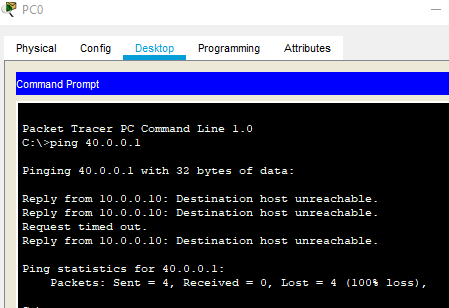 PC0
Physical Config Desktop Programming Attributes
Command Prompt
Packet Tracer PC Command Line 1.0
C:\>ping 40.0.0.1
Pinging 40.0.0.1 with 32 bytes of data:
Reply from 10.0.0.10: Destination host unreachable.
Reply from 10.0.0.10: Destination host unreachable.
Request timed out.
Reply from 10.0.0.10: Destination host unreachable.
Ping statistics for 40.0.0.1:
Packets: Sent = 4, Received = 0, Lost = 4 (100% loss),